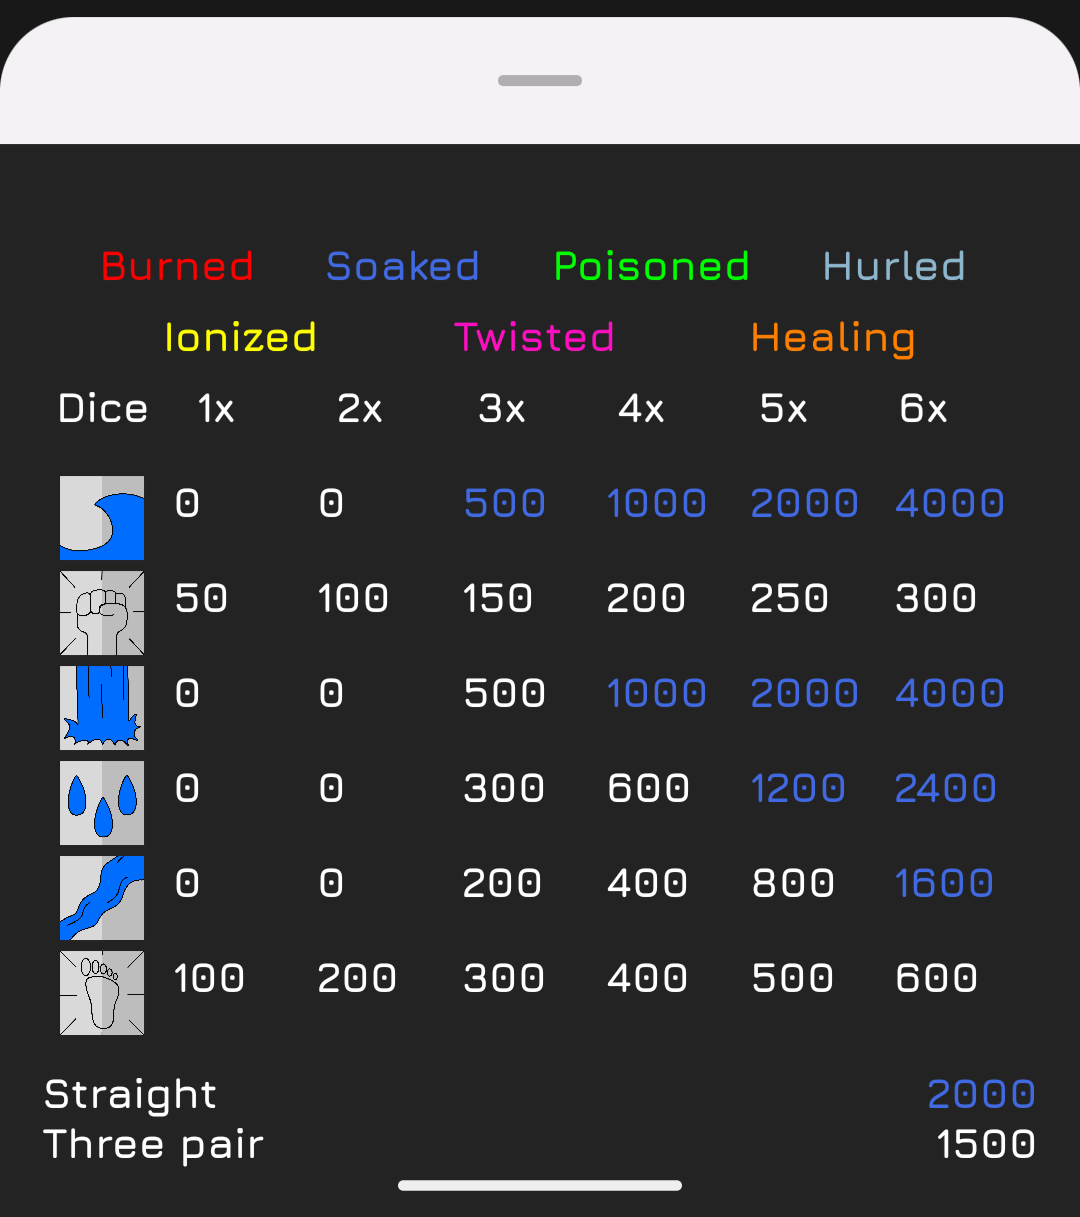 Burned Soaked Poisoned Hurled
Ionized Twisted Healing
Dice 1x 2x 3x 4x 5x 6x
0 0 500 1000 2000 4000
50 100 150 200 250 300
0 0 500 1000 2000 4000
0 0 300 600 1200 2400
0 0 200 400 800 1600
100 200 300 400 500 600
Straight 2000
Three pair 1500